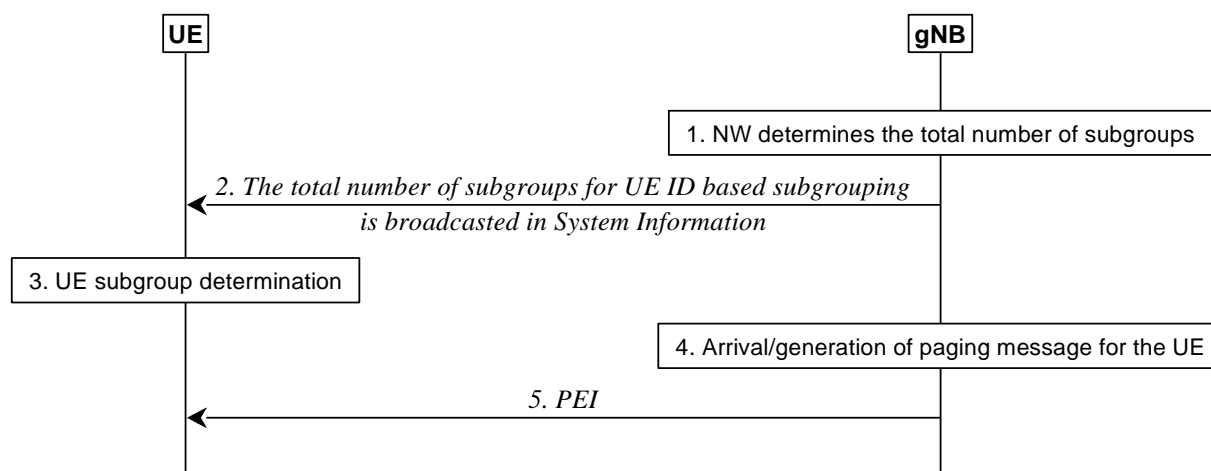 UE
gNB
1. NW determines the total number of subgroups
2. The total number of subgroups for UE ID based subgrouping
is broadcasted in System Information
3. UE subgroup determination
4. Arrival/generation of paging message for the UE
5. PEI